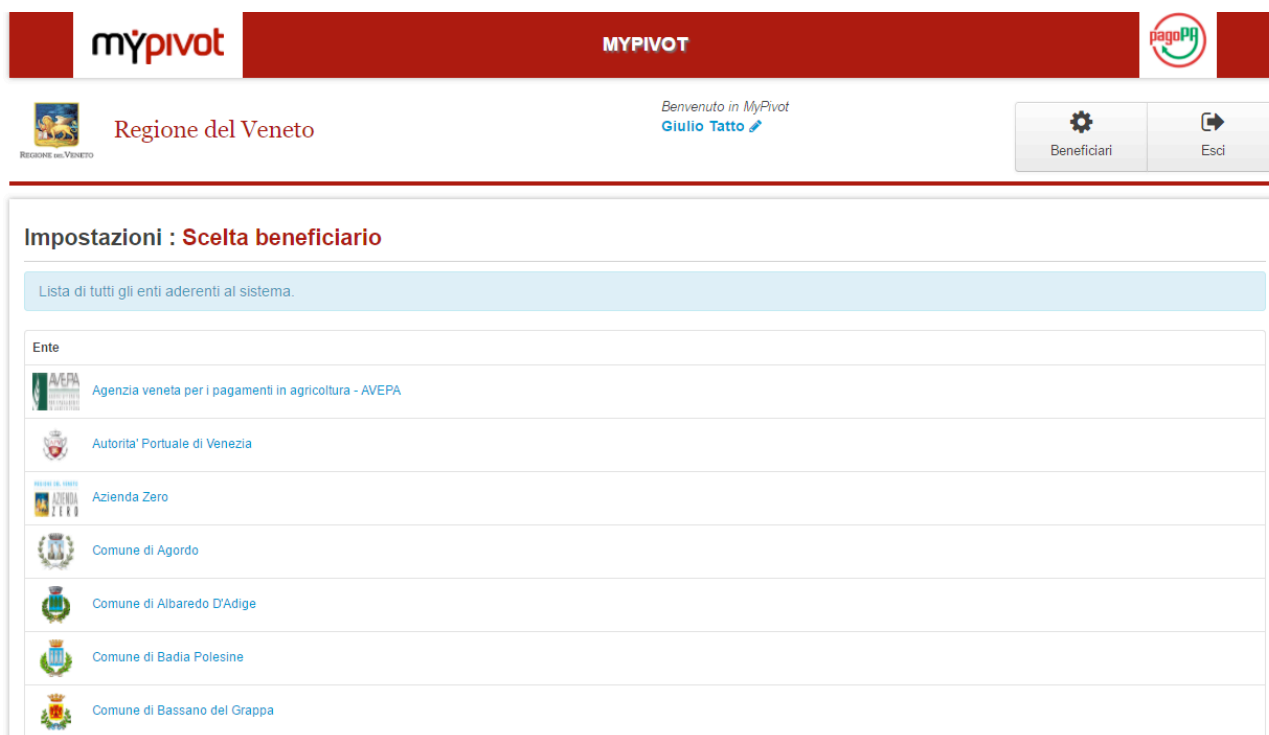 mypivot
MYPIVOT
pagoPA
Benvenuto in MyPivot
Giulio Tatto
Regione del Veneto
REGIONE DEL VENETO
Beneficiari
Esci
Impostazioni : Scelta beneficiario
Lista di tutti gli enti aderenti al sistema.
Ente
AVEPA
Agenzia veneta per i pagamenti in agricoltura - AVEPA
Autorita' Portuale di Venezia
REGIONE DEL VENETO
AZIENDA
ZERO
Azienda Zero
Comune di Agordo
Comune di Albaredo D'Adige
Comune di Badia Polesine
Comune di Bassano del Grappa